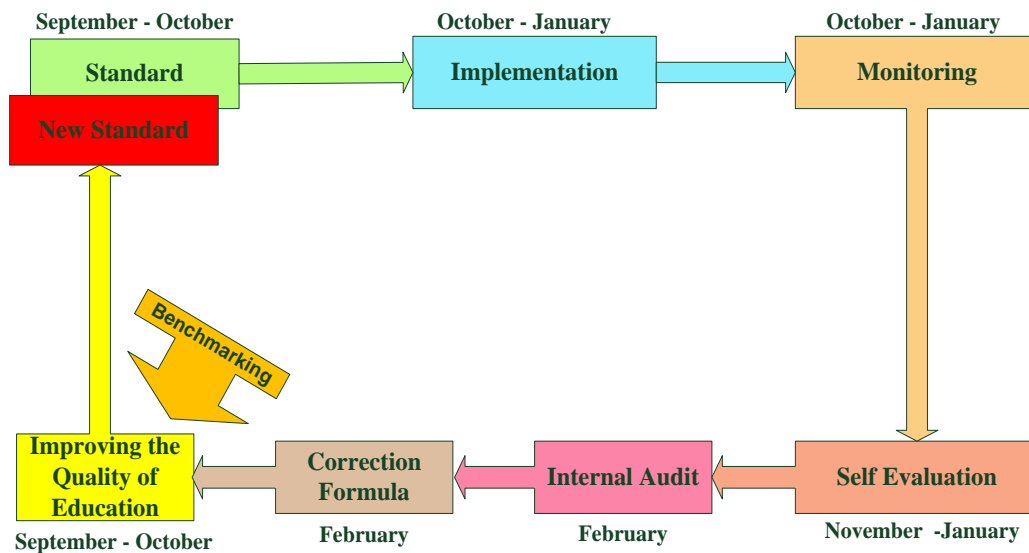 September - October
October - January
October - January
Standard
Implementation
Monitoring
New Standard
Benchmarking
Improving the
Quality of
Education
Correction
Formula
Internal Audit
Self Evaluation
September - October
February
February
November -January